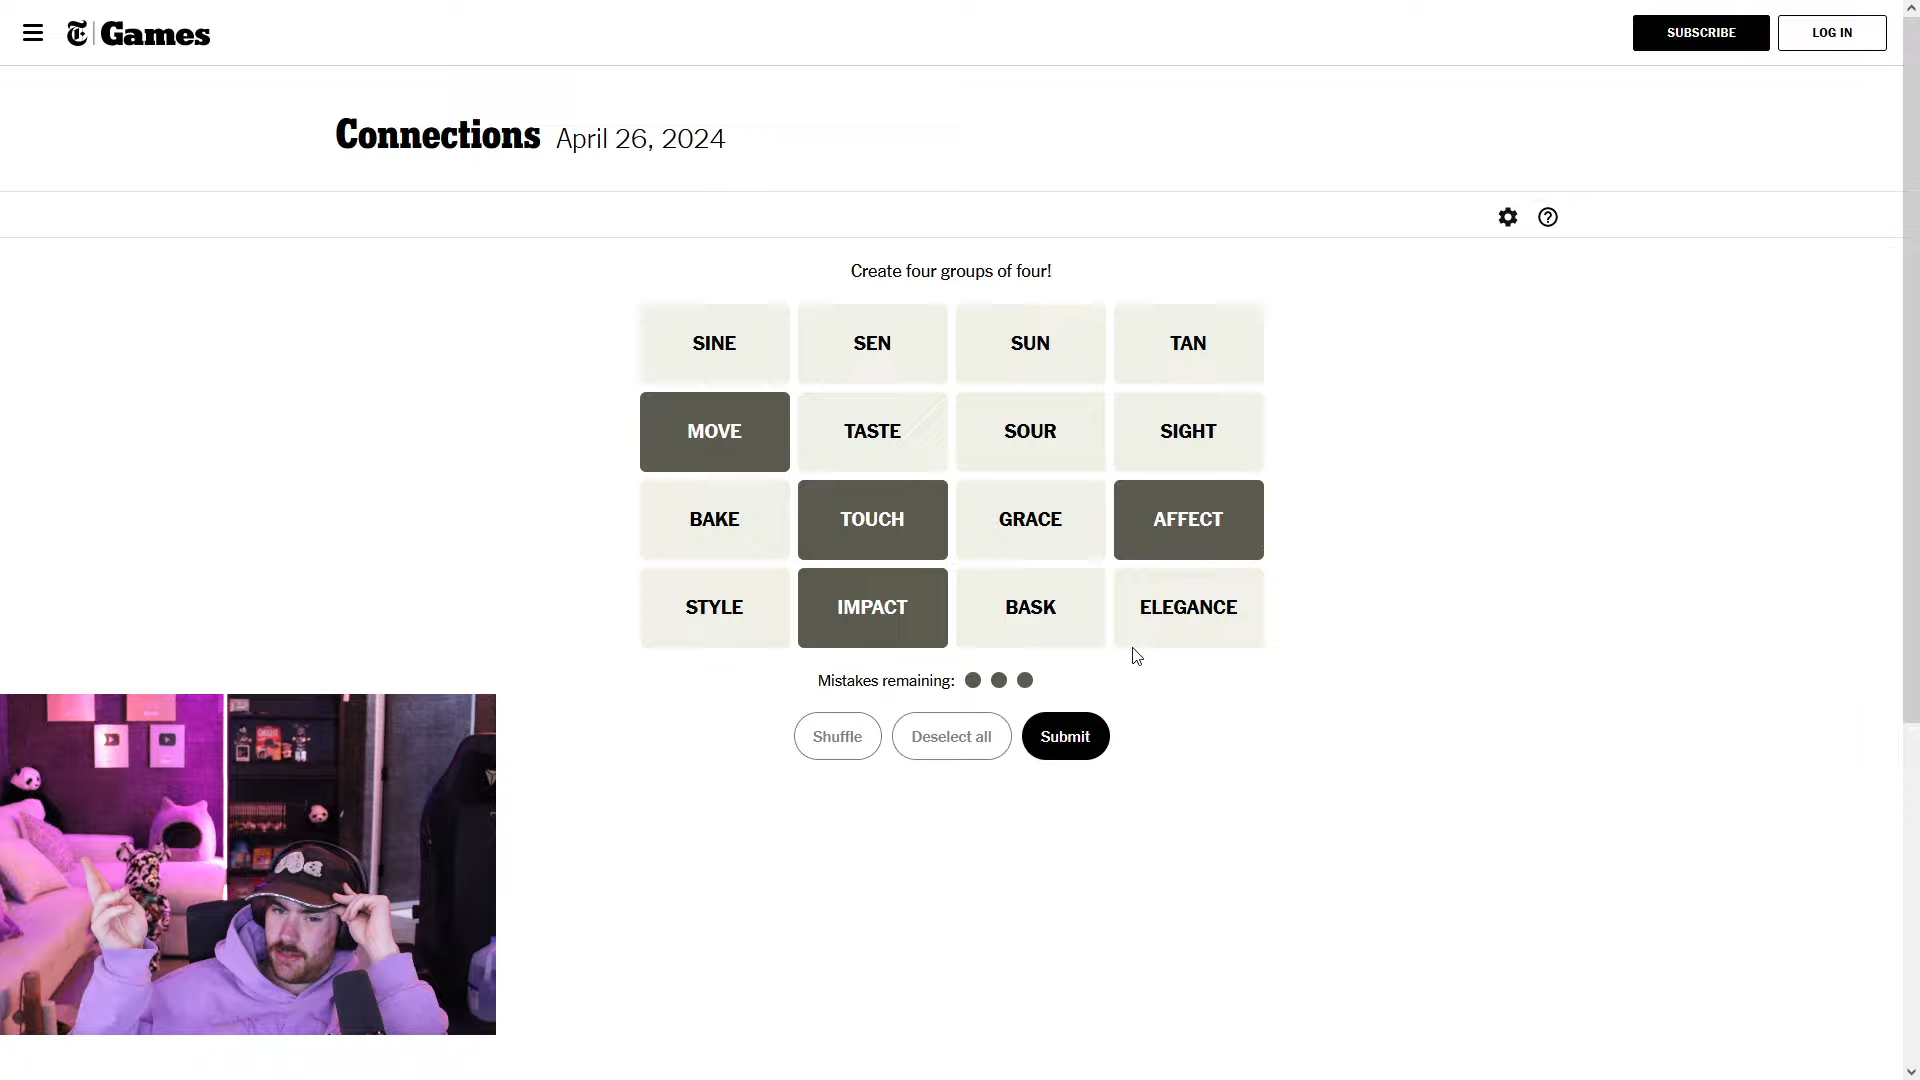 Games
SUBSCRIBE
LOG IN
Connections April 26, 2024
Create four groups of four!
SINE SEN SUN TAN
MOVE TASTE SOUR SIGHT
BAKE TOUCH GRACE AFFECT
STYLE IMPACT BASK ELEGANCE
Mistakes remaining:
Shuffle Deselect all Submit